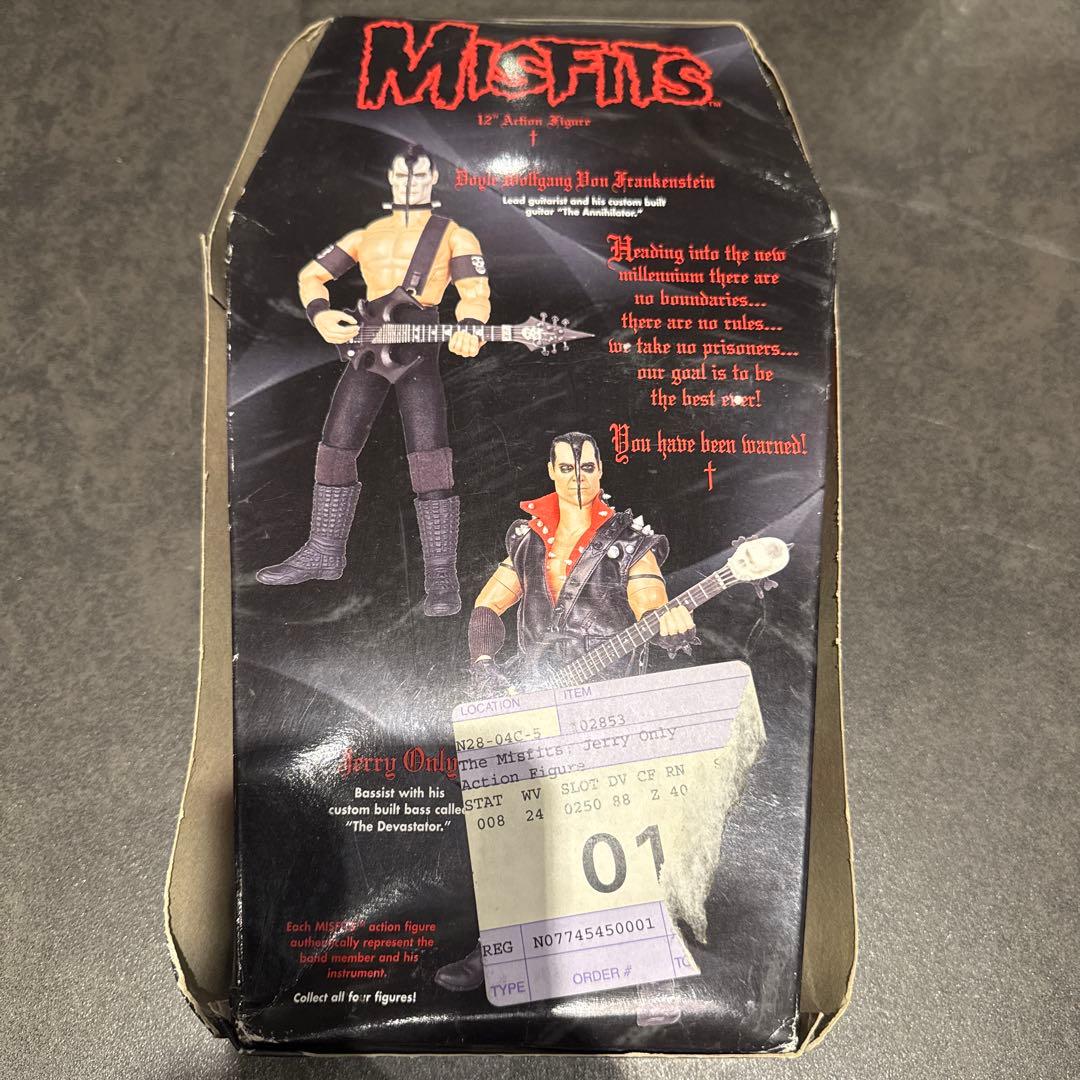 MISFITS™
12" Action Figure
Doyle Wolfgang Von Frankenstein
Lead guitarist and his custom built
guitar "The Annihilator."
Heading into the new
millennium there are
no boundaries...
there are no rules...
we take no prisoners...
our goal is to be
the best ever!
You have been warned!
Jerry Only
Bassist with his
custom built bass called
"The Devastator."
LOCATION ITEM
N28-04C-5 102853
The Misfits: Jerry Only
Action Figure
STAT WV SLOT DV CF RN S
008 24 0250 88 Z 40
01
REG N07745450001
TYPE ORDER # TO
Each MISFITS™ action figure
authentically represent the
band member and his
instrument.
Collect all four figures!